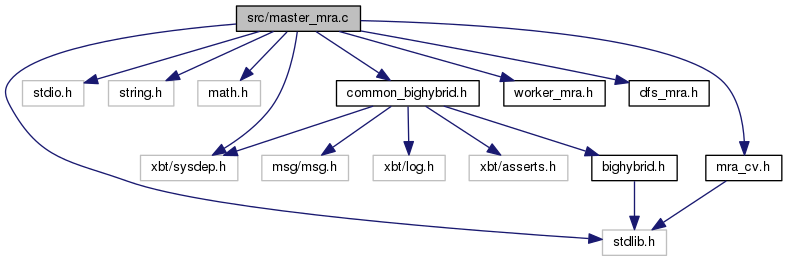 src/master_mra.c
stdio.h
string.h
math.h
common_bighybrid.h
worker_mra.h
dfs_mra.h
xbt/sysdep.h
msg/msg.h
xbt/log.h
xbt/asserts.h
bighybrid.h
mra_cv.h
stdlib.h